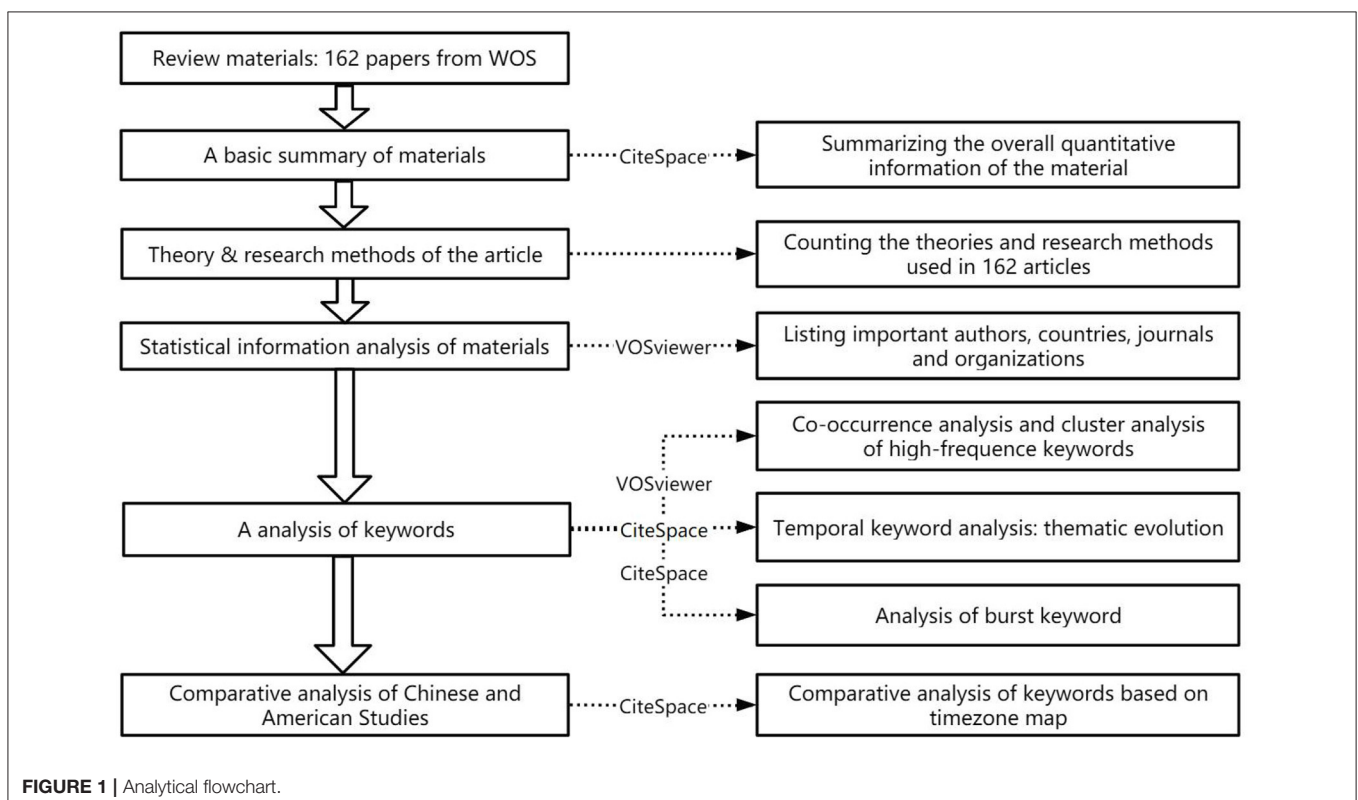 Review materials: 162 papers from WOS
A basic summary of materials
CiteSpace
Summarizing the overall quantitative
information of the material
Theory & research methods of the article
Counting the theories and research methods
used in 162 articles
Statistical information analysis of materials
VOSviewer
Listing important authors, countries, journals
and organizations
Co-occurrence analysis and cluster analysis
of high-frequence keywords
VOSviewer
A analysis of keywords
CiteSpace
Temporal keyword analysis: thematic evolution
CiteSpace
Analysis of burst keyword
Comparative analysis of Chinese and
American Studies
CiteSpace
Comparative analysis of keywords based on
timezone map
FIGURE 1 | Analytical flowchart.